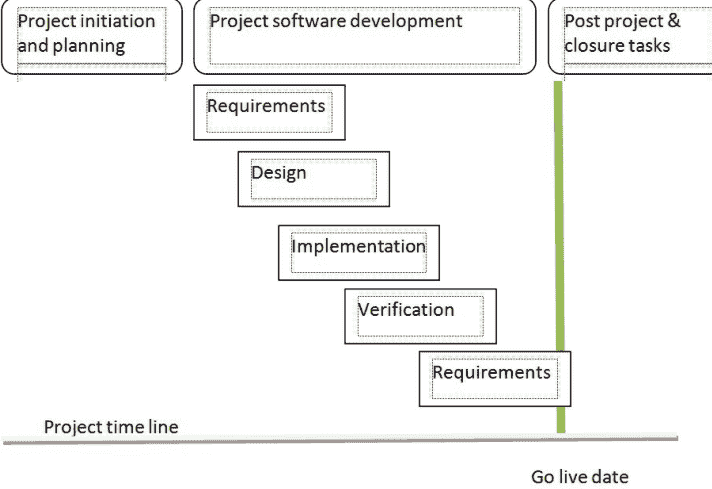 Project initiation
and planning
Project software development
Post project &
closure tasks
Requirements
Design
Implementation
Verification
Requirements
Project time line
Go live date